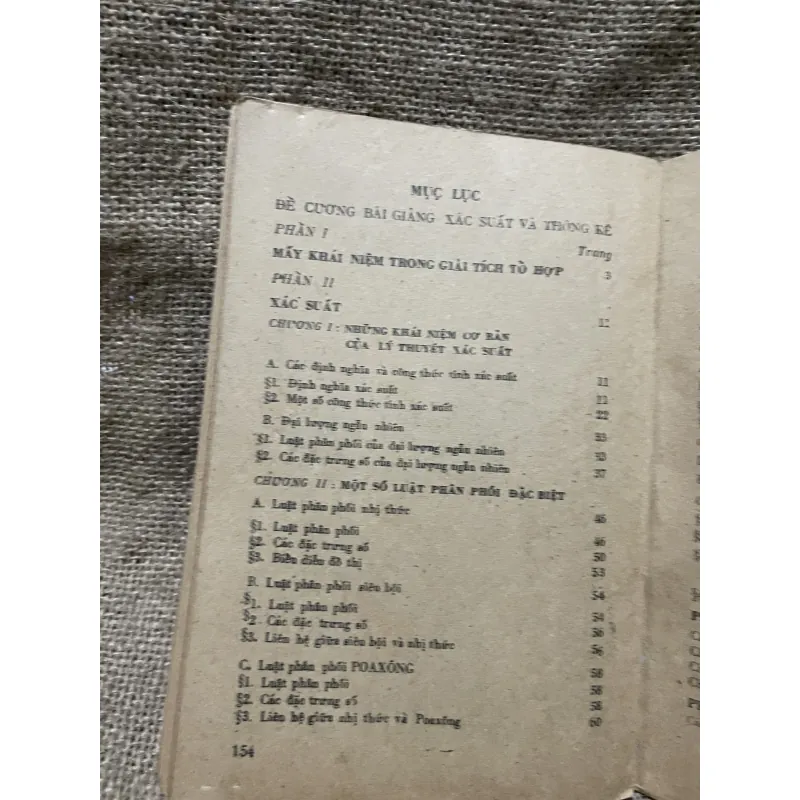 MỤC LỤC
ĐỀ CƯƠNG BÀI GIẢNG XÁC SUẤT VÀ THỐNG KÊ
PHẦN I
Trang
MẤY KHÁI NIỆM TRONG GIẢI TÍCH TỔ HỢP 3
PHẦN II
XÁC SUẤT 12
CHƯƠNG I: NHỮNG KHÁI NIỆM CƠ BẢN
CỦA LÝ THUYẾT XÁC SUẤT
A. Các định nghĩa và công thức tính xác suất
§1. Định nghĩa xác suất
§2. Một số công thức tính xác suất 22
B. Đại lượng ngẫu nhiên
§1. Luật phân phối của đại lượng ngẫu nhiên
§2. Các đặc trưng số của đại lượng ngẫu nhiên 37
CHƯƠNG II: MỘT SỐ LUẬT PHÂN PHỐI ĐẶC BIỆT
A. Luật phân phối nhị thức 46
§1. Luật phân phối 46
§2. Các đặc trưng số 50
§3. Biểu diễn đồ thị 53
B. Luật phân phối siêu bội 54
§1. Luật phân phối 54
§2. Các đặc trưng số 56
§3. Liên hệ giữa siêu bội và nhị thức 56
C. Luật phân phối POAXÔNG 58
§1. Luật phân phối 58
§2. Các đặc trưng số 58
§3. Liên hệ giữa nhị thức và Poaxông 60
154